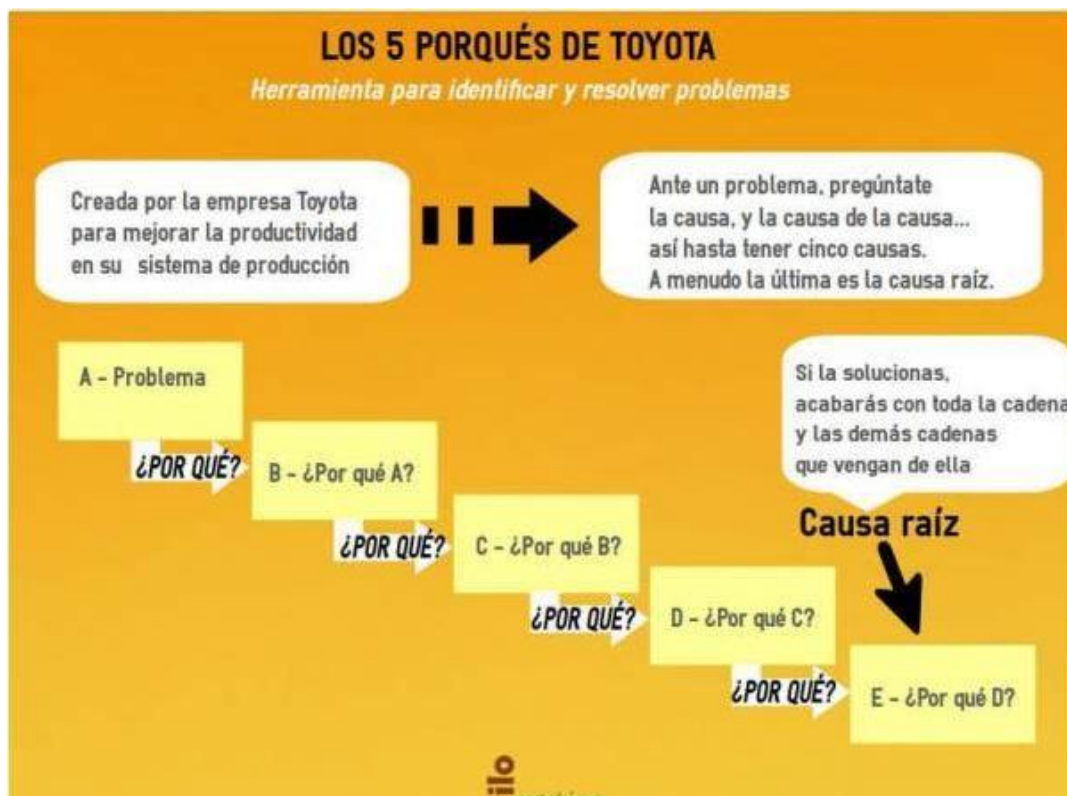 LOS 5 PORQUÉS DE TOYOTA
Herramienta para identificar y resolver problemas
Creada por la empresa Toyota
para mejorar la productividad
en su sistema de producción
Ante un problema, pregúntate
la causa, y la causa de la causa...
así hasta tener cinco causas.
A menudo la última es la causa raíz.
A - Problema
¿POR QUÉ?
B - ¿Por qué A?
¿POR QUÉ?
C - ¿Por qué B?
¿POR QUÉ?
D - ¿Por qué C?
¿POR QUÉ?
E - ¿Por qué D?
Si la solucionas,
acabarás con toda la cadena
y las demás cadenas
que vengan de ella
Causa raíz
ilo